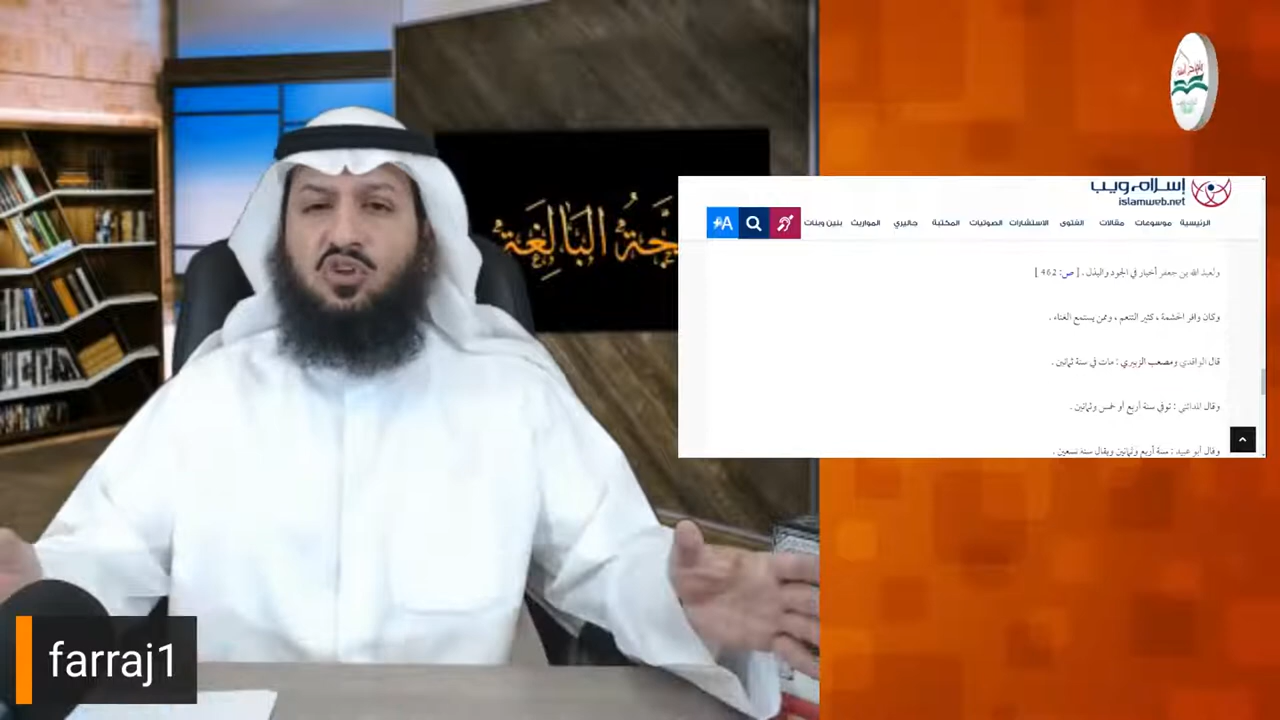 إسلام ويب
islamweb.net
الرئيسية موسوعات مقالات الفتوى الاستشارات الصوتيات المكتبة جاليري المواريث بنين وبنات
A
ولعبد الله بن جعفر أخبار في الجود والبذل . [ ص: 462 ]
وكان وافر الحشمة ، كثير التنعم ، وممن يستمع الغناء .
قال الواقدي ومصعب الزبيري : مات في سنة ثمانين .
وقال المدائني : توفي سنة أربع أو خمس وثمانين .
وقال أبو عبيد : سنة أربع وثمانين ويقال سنة تسعين .
البَالِغَة
farraj1